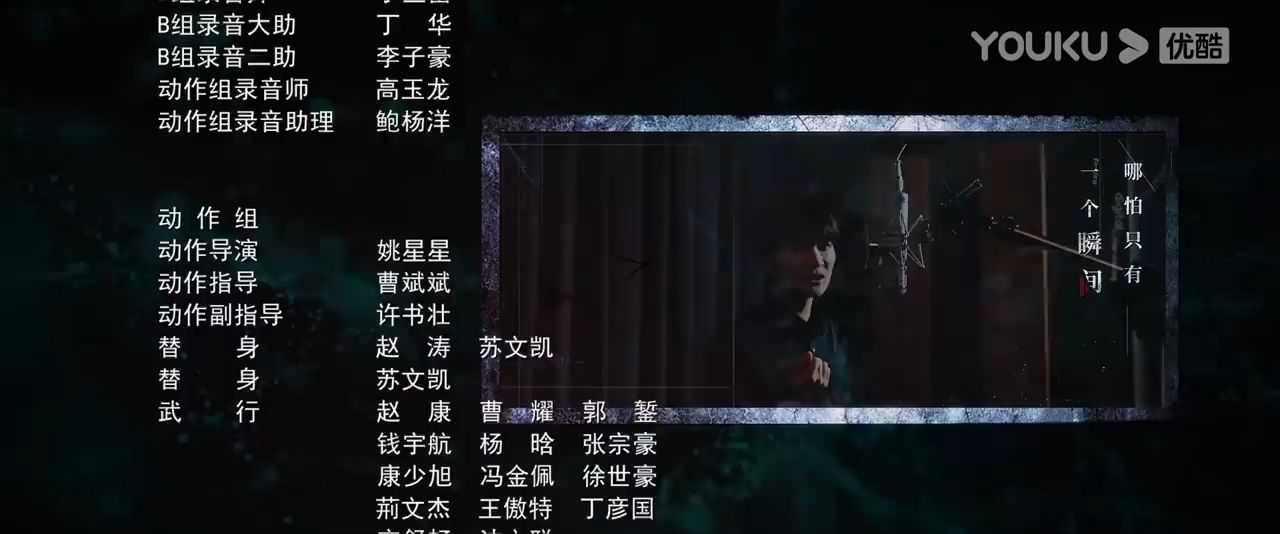 B组录音大助 丁 华
B组录音二助 李子豪
动作组录音师 高玉龙
动作组录音助理 鲍杨洋
动 作 组
动作导演 姚星星
动作指导 曹斌斌
动作副指导 许书壮
替 身 赵 涛 苏文凯
替 身 苏文凯
武 行 赵 康 曹 耀 郭 錾
钱宇航 杨 晗 张宗豪
康少旭 冯金佩 徐世豪
荊文杰 王傲特 丁彦国
YOUKU 优酷
哪怕只有
一个瞬间